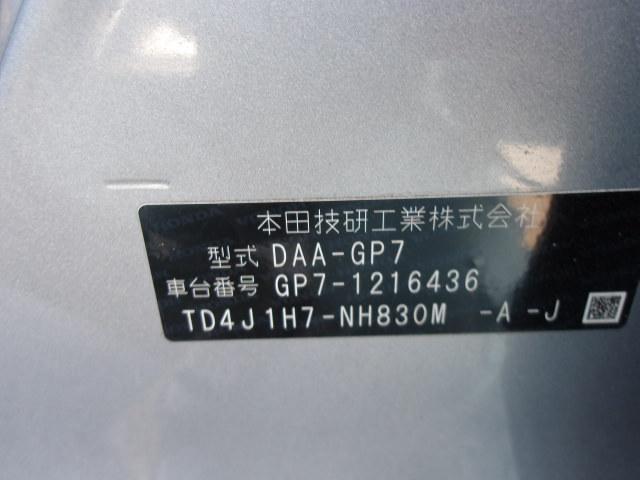 本田技研工業株式会社
型式 DAA-GP7
車台番号 GP7-1216436
TD4J1H7-NH830M -A -J